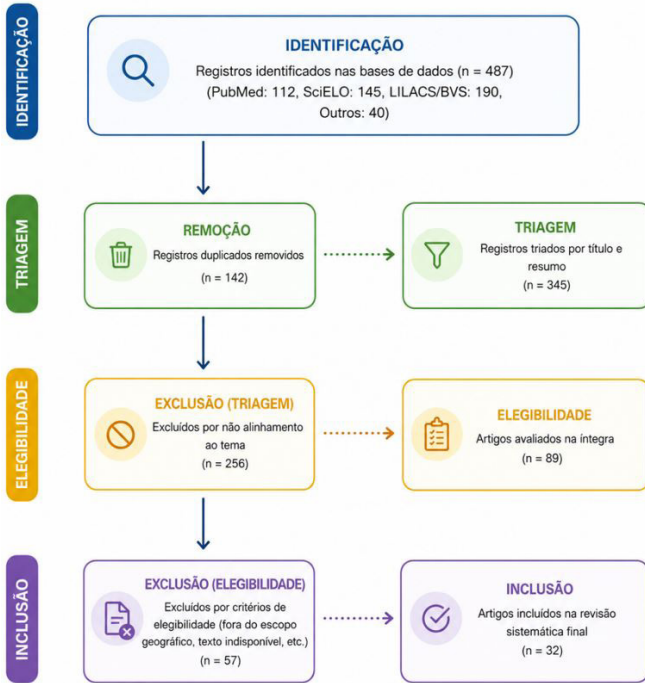 IDENTIFICAÇÃO
IDENTIFICAÇÃO
Registros identificados nas bases de dados (n = 487)
(PubMed: 112, SciELO: 145, LILACS/BVS: 190,
Outros: 40)
TRIAGEM
REMOÇÃO
Registros duplicados removidos
(n = 142)
TRIAGEM
Registros triados por título e
resumo
(n = 345)
ELEGIBILIDADE
EXCLUSÃO (TRIAGEM)
Excluídos por não alinhamento
ao tema
(n = 256)
ELEGIBILIDADE
Artigos avaliados na íntegra
(n = 89)
INCLUSÃO
EXCLUSÃO (ELEGIBILIDADE)
Excluídos por critérios de
elegibilidade (fora do escopo
geográfico, texto indisponível, etc.)
(n = 57)
INCLUSÃO
Artigos incluídos na revisão
sistemática final
(n = 32)